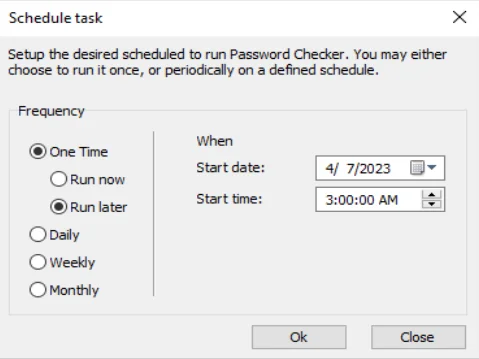 Schedule task
Setup the desired scheduled to run Password Checker. You may either
choose to run it once, or periodically on a defined schedule.
Frequency
One Time
Run now
Run later
Daily
Weekly
Monthly
When
Start date:
4/ 7/2023
Start time:
3:00:00 AM
Ok
Close